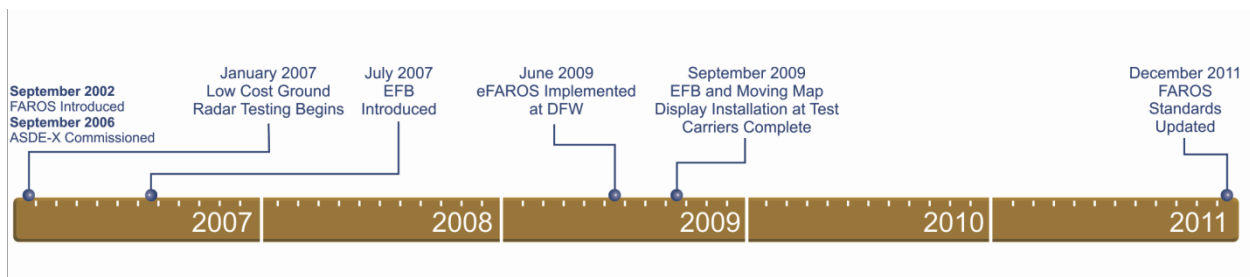 September 2002
FAROS Introduced
September 2006
ASDE-X Commissioned
January 2007
Low Cost Ground
Radar Testing Begins
July 2007
EFB
Introduced
June 2009
eFAROS Implemented
at DFW
September 2009
EFB and Moving Map
Display Installation at Test
Carriers Complete
December 2011
FAROS
Standards
Updated
2007
2008
2009
2010
2011